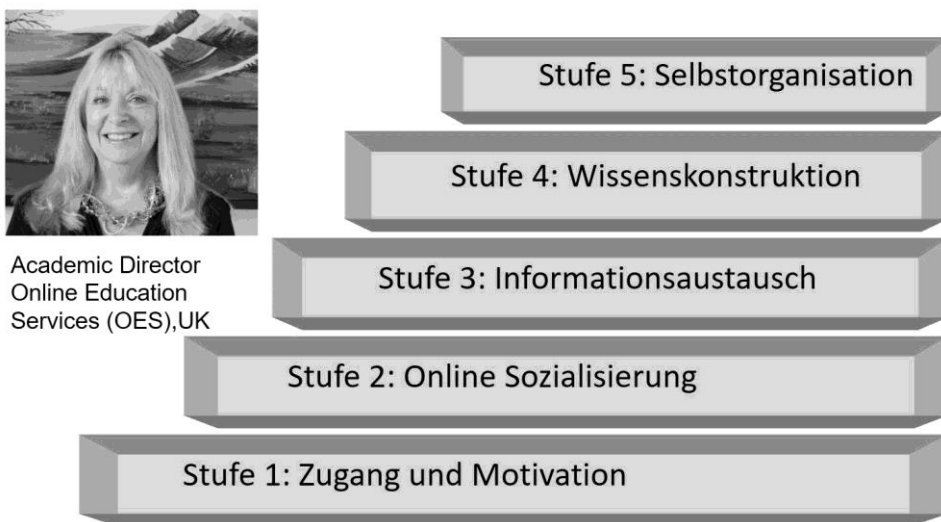 Stufe 5: Selbstorganisation
Stufe 4: Wissenskonstruktion
Academic Director
Online Education
Services (OES),UK
Stufe 3: Informationsaustausch
Stufe 2: Online Sozialisierung
Stufe 1: Zugang und Motivation